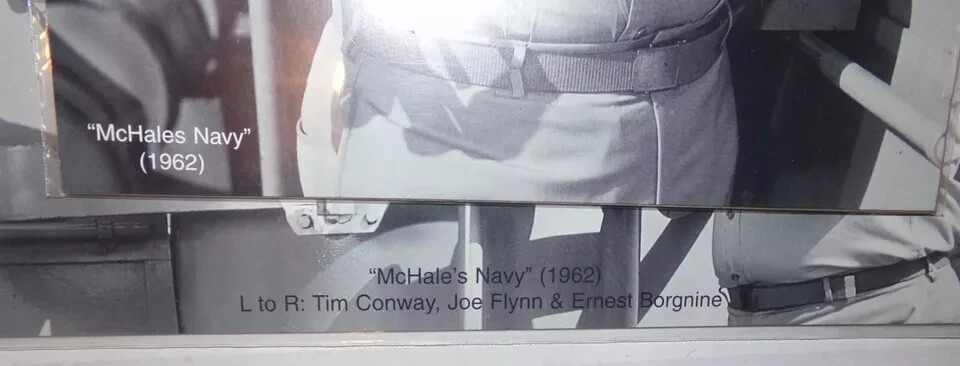 “McHales Navy”
(1962)
“McHale’s Navy” (1962)
L to R: Tim Conway, Joe Flynn & Ernest Borgnine